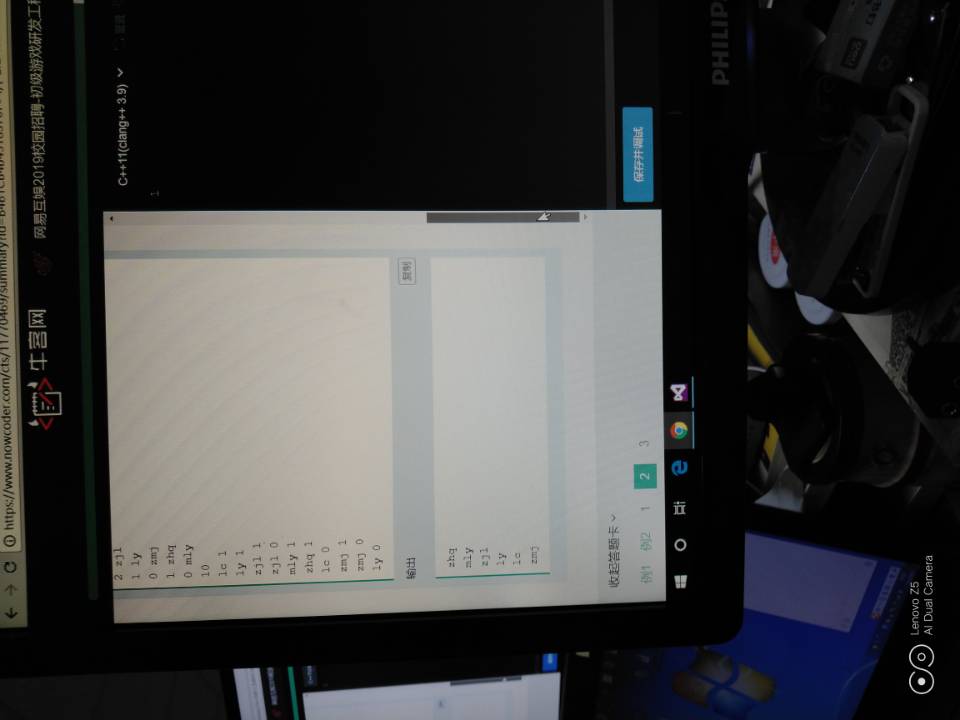 https://www.nowcoder.com/cts/11770469/summary?id=
牛客网
网易互娱2019校园招聘-初级游戏研发工程
2 zjl
1 ly
0 zmj
1 zhq
0 mly
10
lc 1
ly 1
zjl 1
zjl 0
mly 1
zhq 1
lc 0
zmj 1
zmj 0
ly 0
输出
复制
zhq
mly
zjl
ly
lc
zmj
收起答题卡
例1 例2 1 2 3
C++11(clang++ 3.9)
1
保存并调试
PHILIP
Lenovo Z5
AI Dual Camera